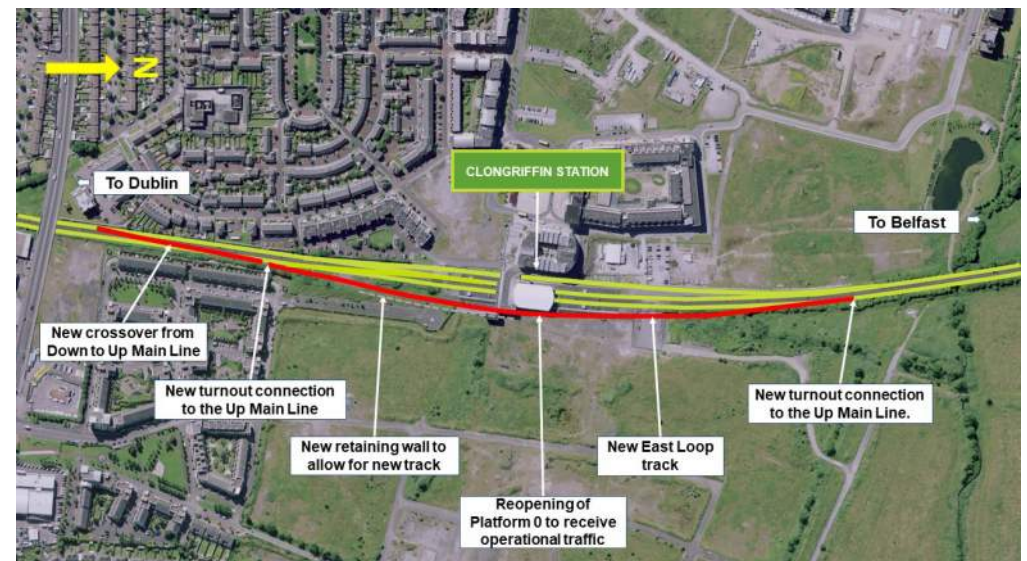 N
To Dublin
CLONGRIFFIN STATION
To Belfast
New crossover from
Down to Up Main Line
New turnout connection
to the Up Main Line
New retaining wall to
allow for new track
Reopening of
Platform 0 to receive
operational traffic
New East Loop
track
New turnout connection
to the Up Main Line.